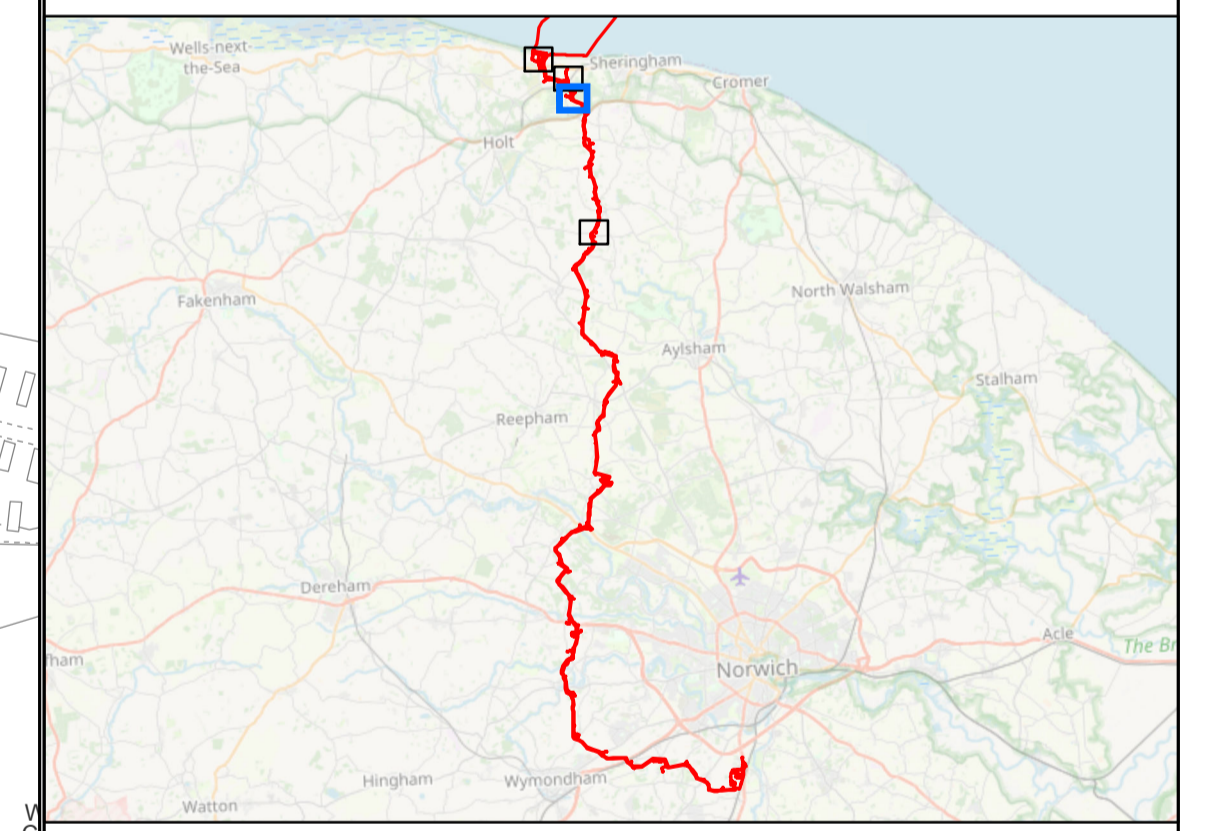 Wells-next-
the-Sea
Sheringham
Cromer
Holt
Fakenham
North Walsham
Aylsham
Stalham
Reepham
Dereham
Acle
The Br
fham
Norwich
Hingham
Wymondham
Watton
W